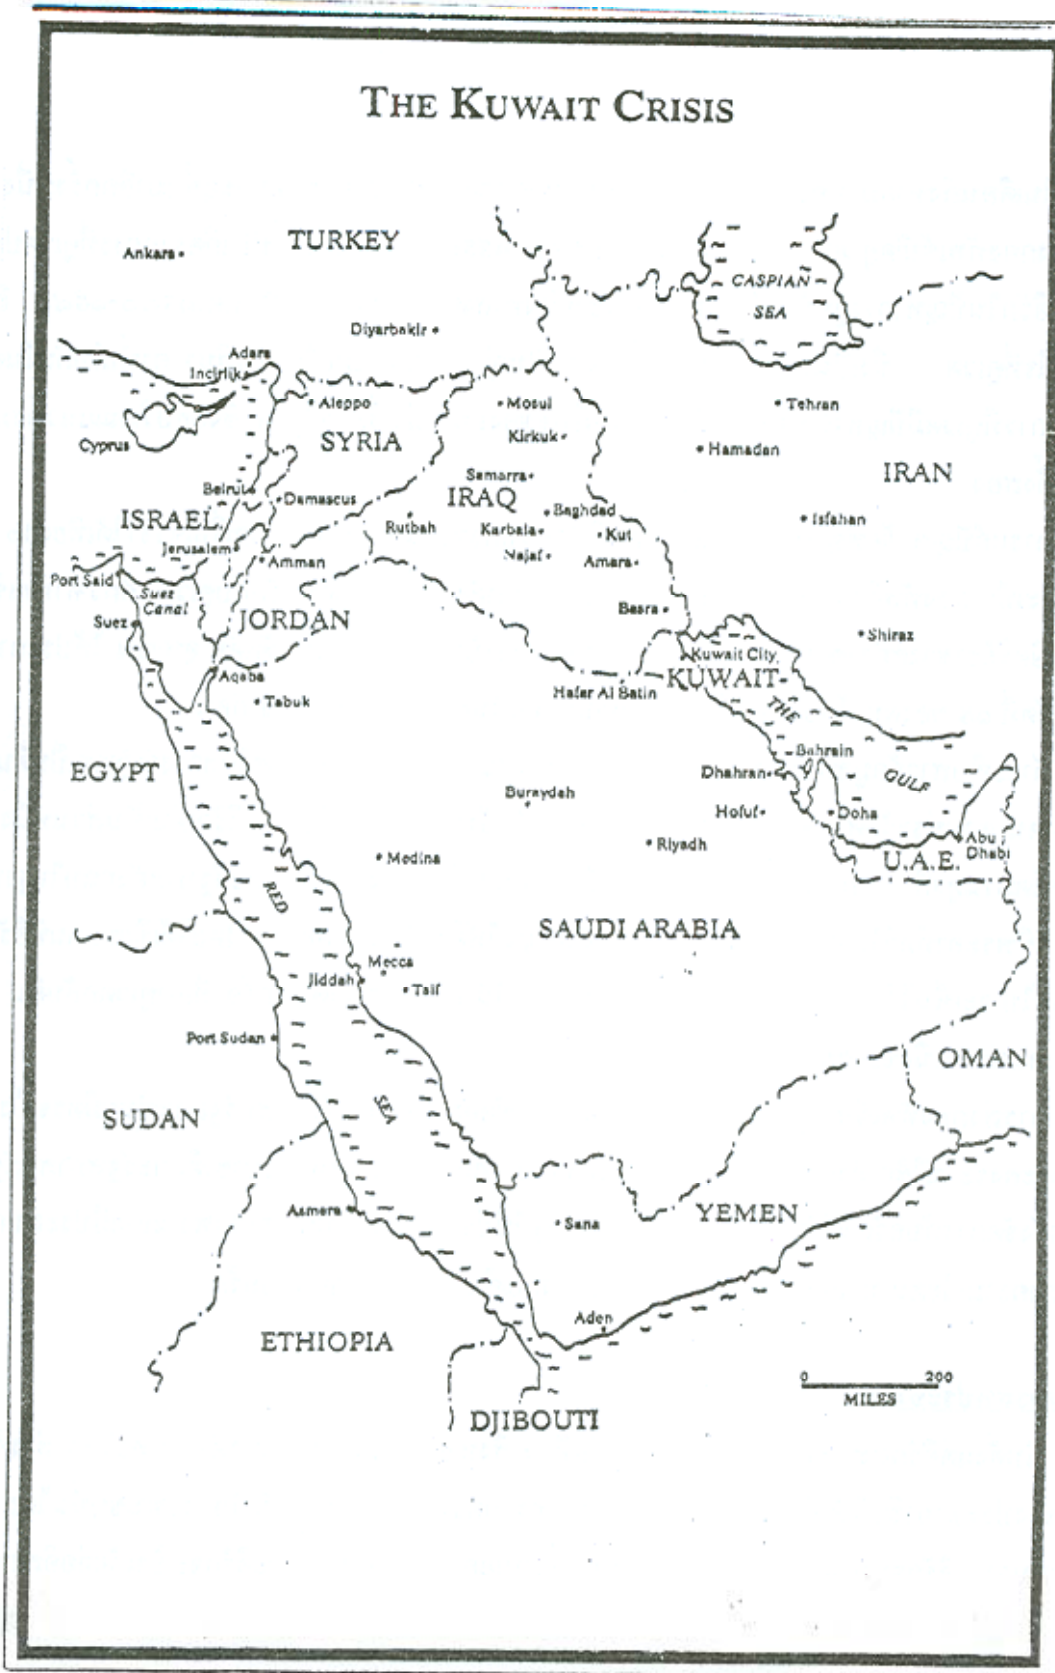 THE KUWAIT CRISIS
TURKEY
Ankara
CASPIAN
SEA
Diyarbakir
Adara
Incirlik
Aleppo
Mosul
Tehran
Cyprus
SYRIA
Kirkuk
Hamadan
IRAN
Samarra
Beirut
Damascus
IRAQ
ISRAEL
Rutbah
Baghdad
Isfahan
Karbala
Kut
Jerusalem
Amman
Najaf
Amara
Port Said
Suez
Canal
Suez
JORDAN
Basra
Shiraz
Kuwait City
Aqaba
KUWAIT
Tabuk
Hafer Al Batin
THE
GULF
EGYPT
Bahrain
Dhahran
Buraydah
Hofuf
Doha
Abu
Dhabi
U.A.E.
Medina
Riyadh
RED
SEA
SAUDI ARABIA
Mecca
Jiddah
Taif
Port Sudan
OMAN
SUDAN
Asmera
Sana
YEMEN
Aden
ETHIOPIA
0 200
MILES
DJIBOUTI